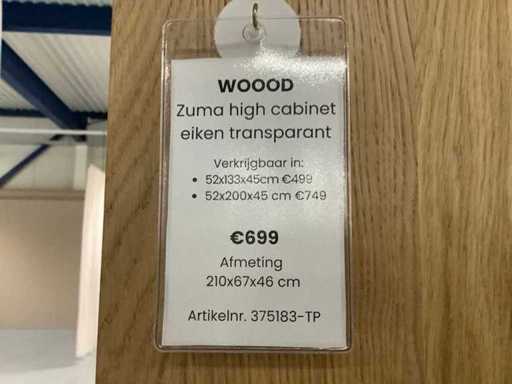 WOOOD
Zuma high cabinet
eiken transparant
Verkrijgbaar in:
• 52x133x45cm €499
• 52x200x45 cm €749
€699
Afmeting
210x67x46 cm
Artikelnr. 375183-TP